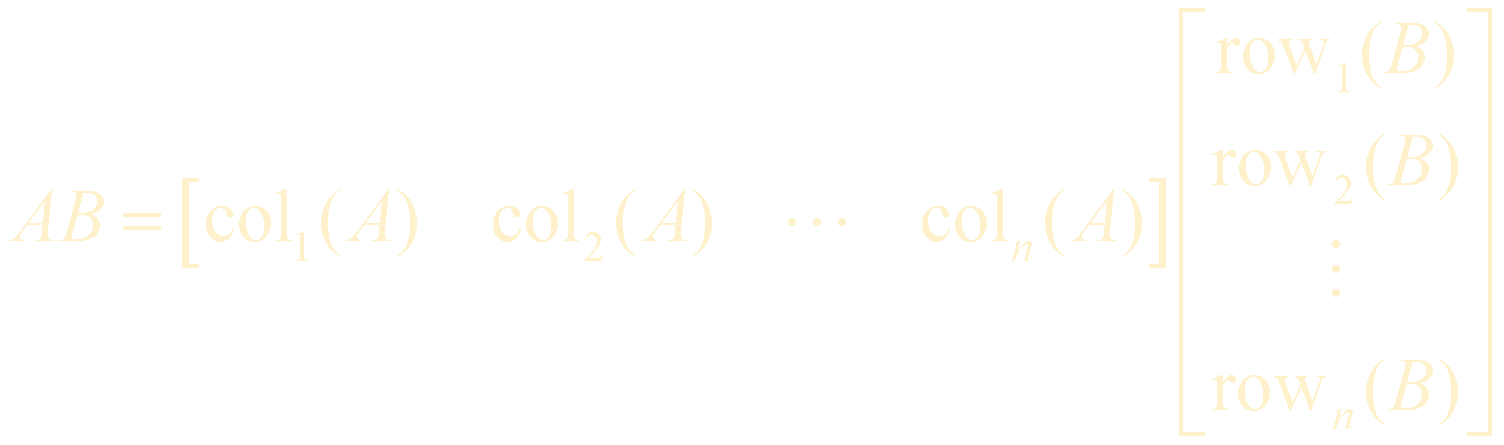 AB = [col₁(A) col₂(A) ⋯ colₙ(A)] [row₁(B)
row₂(B)
⋮
rowₙ(B)]